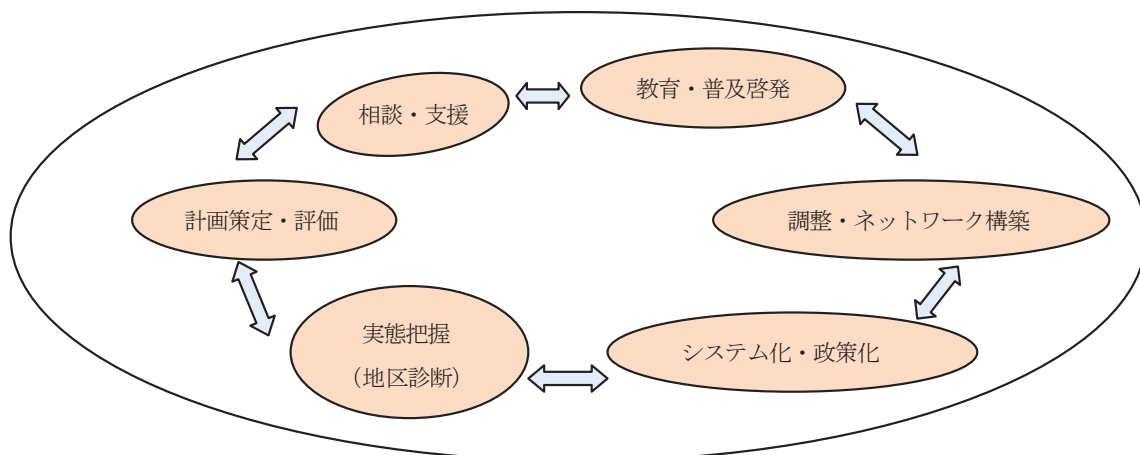 教育・普及啓発
相談・支援
計画策定・評価
調整・ネットワーク構築
実態把握
（地区診断）
システム化・政策化